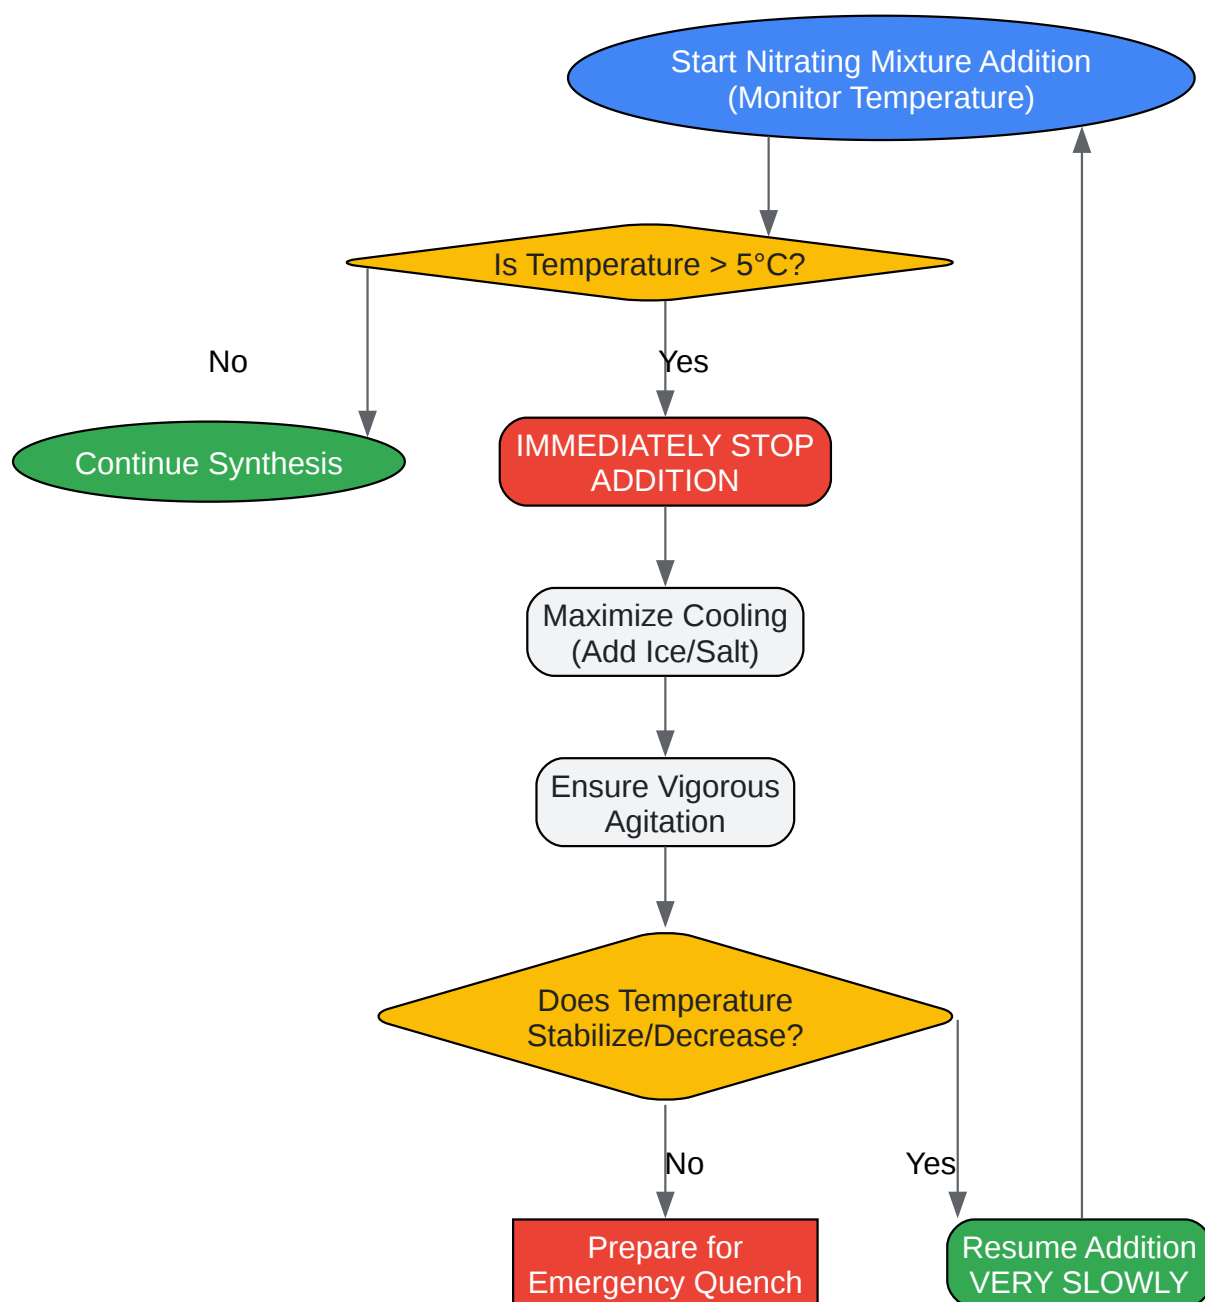 Start Nitrating Mixture Addition
(Monitor Temperature)
Is Temperature > 5°C?
No
Yes
Continue Synthesis
IMMEDIATELY STOP
ADDITION
Maximize Cooling
(Add Ice/Salt)
Ensure Vigorous
Agitation
Does Temperature
Stabilize/Decrease?
No
Yes
Prepare for
Emergency Quench
Resume Addition
VERY SLOWLY